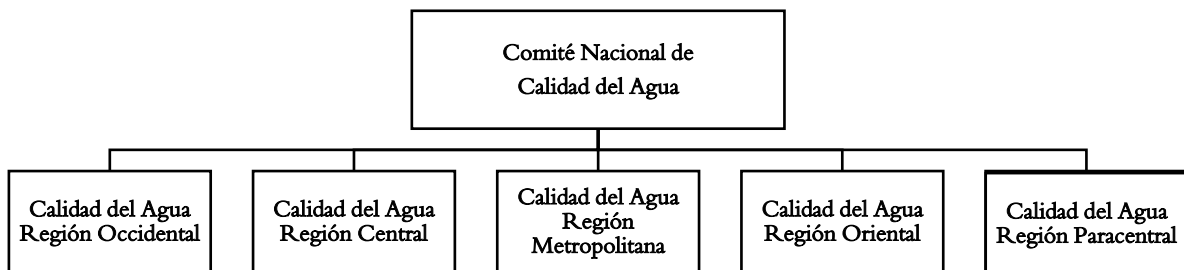 Comité Nacional de
Calidad del Agua
Calidad del Agua
Región Occidental
Calidad del Agua
Región Central
Calidad del Agua
Región
Metropolitana
Calidad del Agua
Región Oriental
Calidad del Agua
Región Paracentral